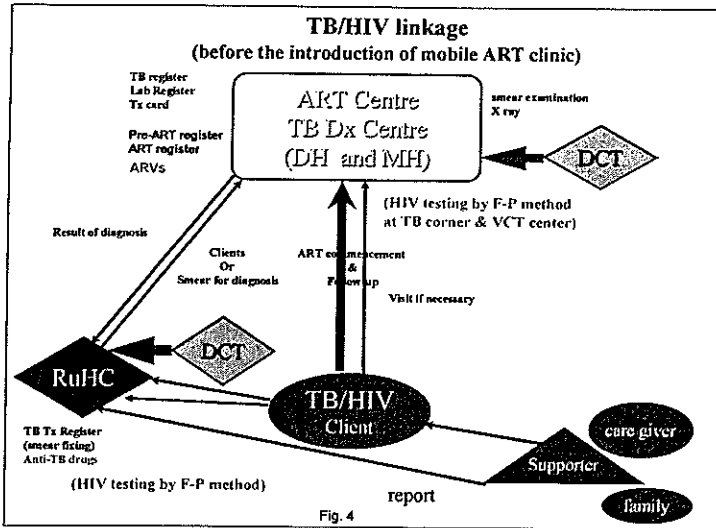 TB/HIV linkage
(before the introduction of mobile ART clinic)
TB register
Lab Register
Tx card
Pre-ART register
ART register
ARVs
ART Centre
TB Dx Centre
(DH and MH)
smear examination
X ray
DCT
(HIV testing by F-P method
at TB corner & VCT center)
Result of diagnosis
Clients
Or
Smear for diagnosis
ART commencement
&
Follow up
Visit if necessary
DCT
RuHC
TB/HIV
Client
TB Tx Register
(smear fixing)
Anti-TB drugs
(HIV testing by F-P method)
care giver
Supporter
family
report
Fig. 4